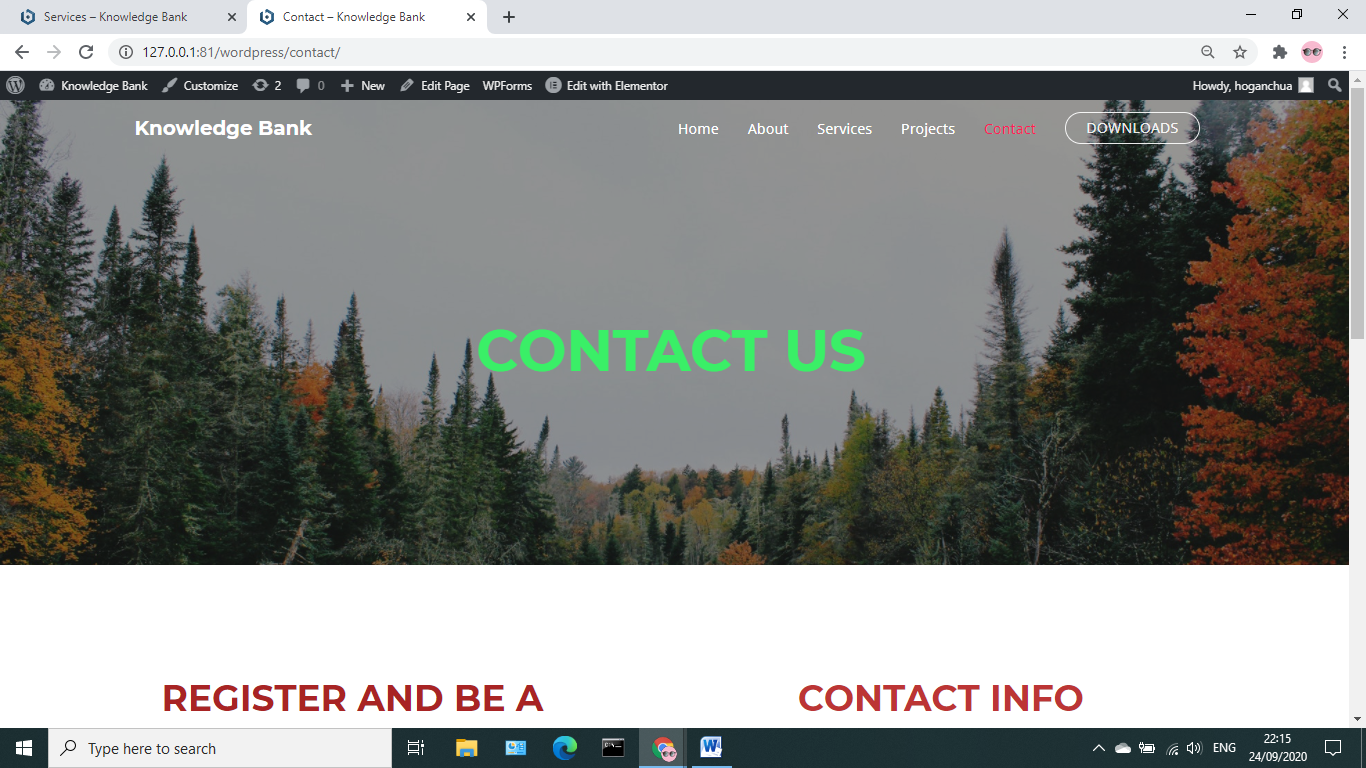 Services – Knowledge Bank
Contact – Knowledge Bank
127.0.0.1:81/wordpress/contact/
Knowledge Bank
Customize
2
0
New
Edit Page
WPForms
Edit with Elementor
Howdy, hoganchua
Knowledge Bank
Home
About
Services
Projects
Contact
DOWNLOADS
CONTACT US
REGISTER AND BE A
CONTACT INFO
Type here to search
ENG
22:15
24/09/2020